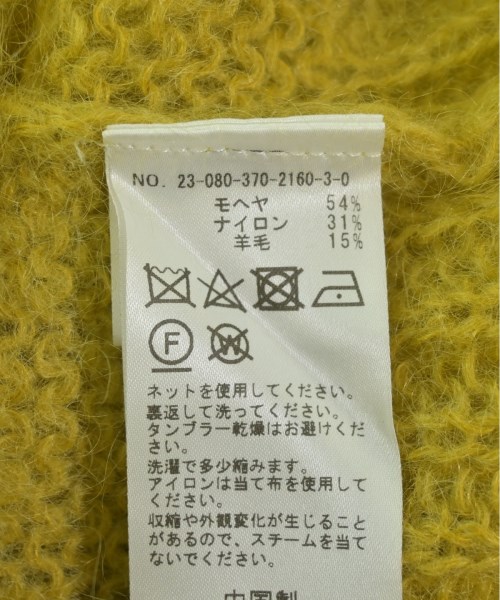 NO. 23-080-370-2160-3-0
モヘヤ 54%
ナイロン 31%
羊毛 15%
F W
ネットを使用してください。
裏返して洗ってください。
タンブラー乾燥はお避けくだ
さい。
洗濯で多少縮みます。
アイロンは当て布を使用して
ください。
収縮や外観変化が生じること
があるので、スチームを当て
ないでください。
中国製